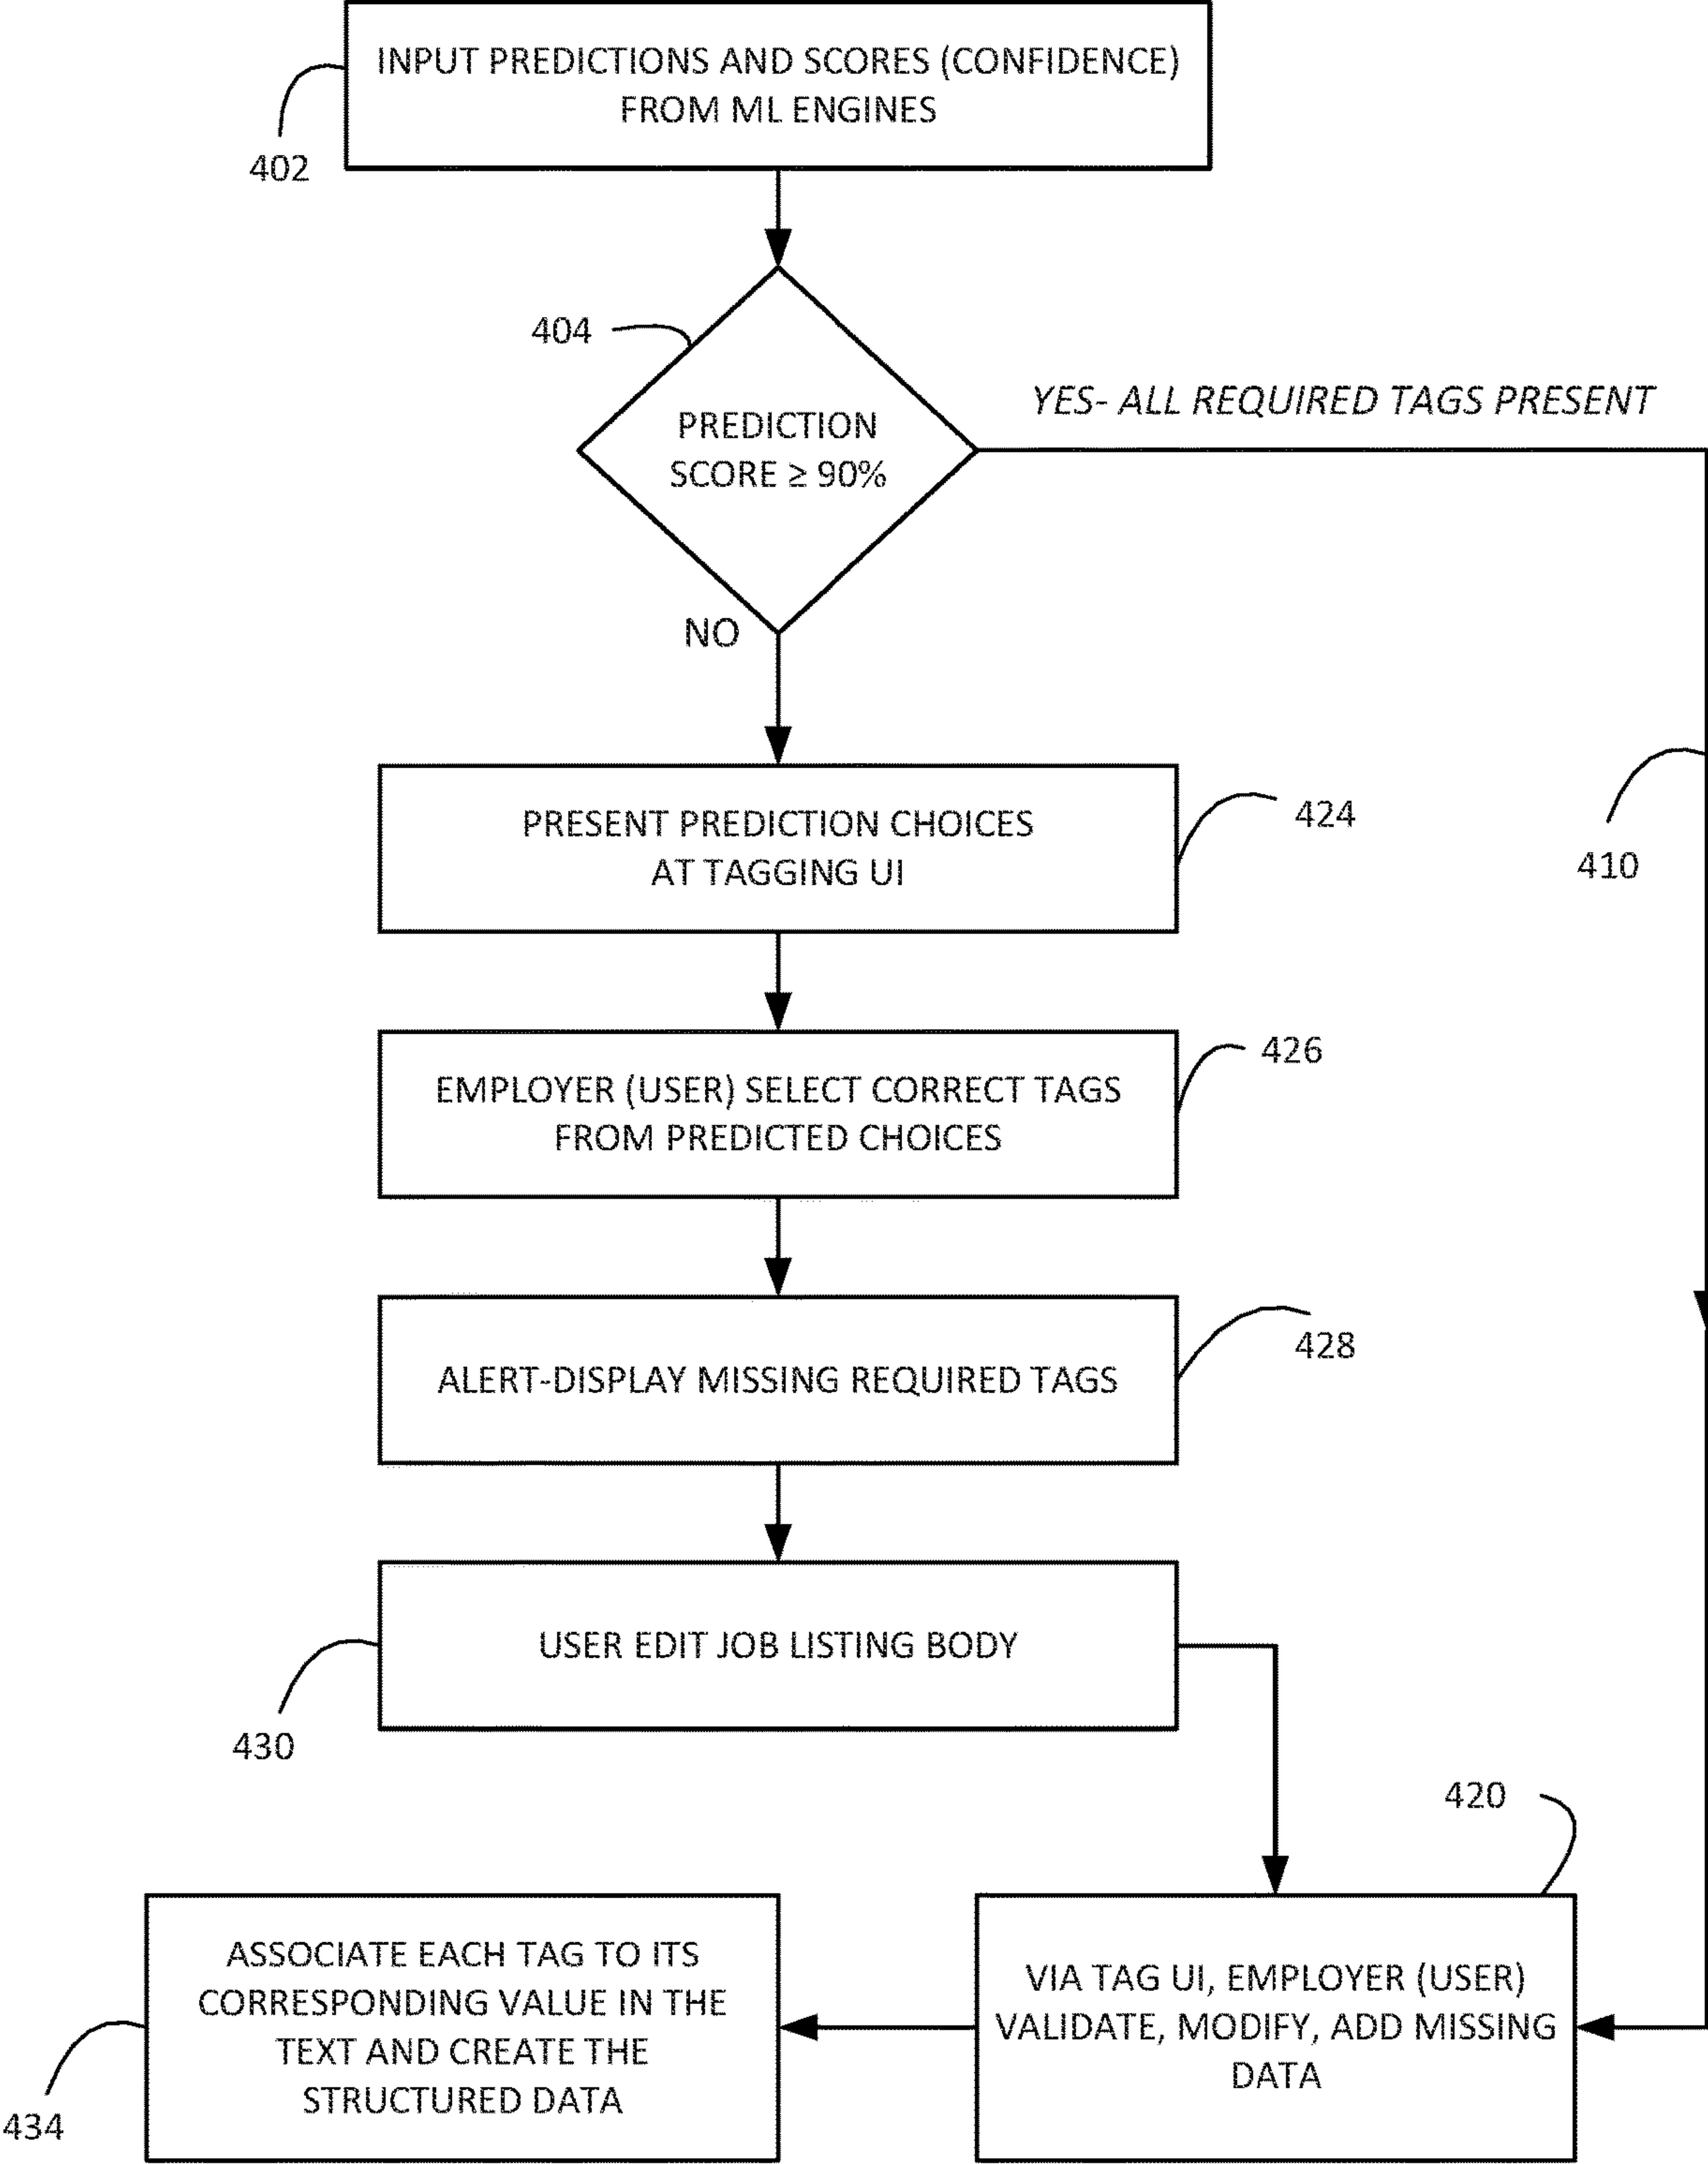 INPUT PREDICTIONS AND SCORES (CONFIDENCE)
FROM ML ENGINES
402
404
PREDICTION
SCORE ≥ 90%
YES- ALL REQUIRED TAGS PRESENT
NO
410
PRESENT PREDICTION CHOICES
AT TAGGING UI
424
EMPLOYER (USER) SELECT CORRECT TAGS
FROM PREDICTED CHOICES
426
ALERT-DISPLAY MISSING REQUIRED TAGS
428
USER EDIT JOB LISTING BODY
430
420
VIA TAG UI, EMPLOYER (USER)
VALIDATE, MODIFY, ADD MISSING
DATA
ASSOCIATE EACH TAG TO ITS
CORRESPONDING VALUE IN THE
TEXT AND CREATE THE
STRUCTURED DATA
434